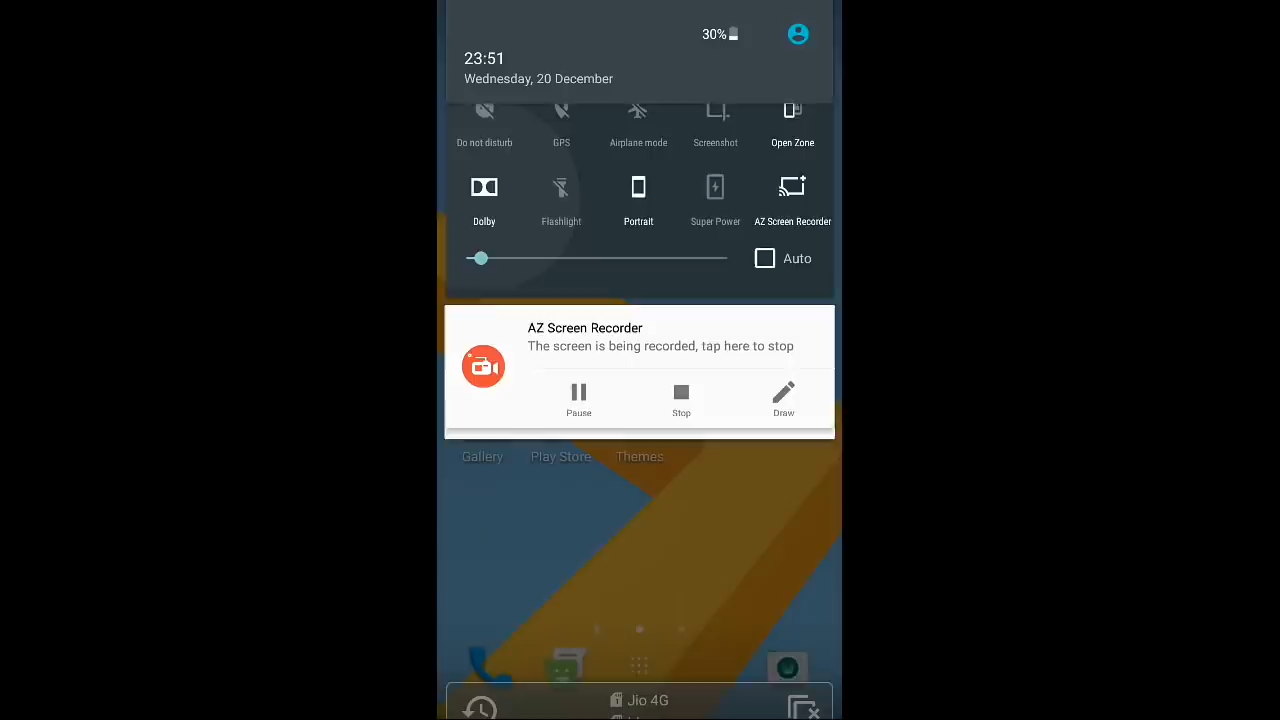 30%
23:51
Wednesday, 20 December
Do not disturb
GPS
Airplane mode
Screenshot
Open Zone
Dolby
Flashlight
Portrait
Super Power
AZ Screen Recorder
Auto
AZ Screen Recorder
The screen is being recorded, tap here to stop
Pause
Stop
Draw
Gallery
Play Store
Themes
Jio 4G